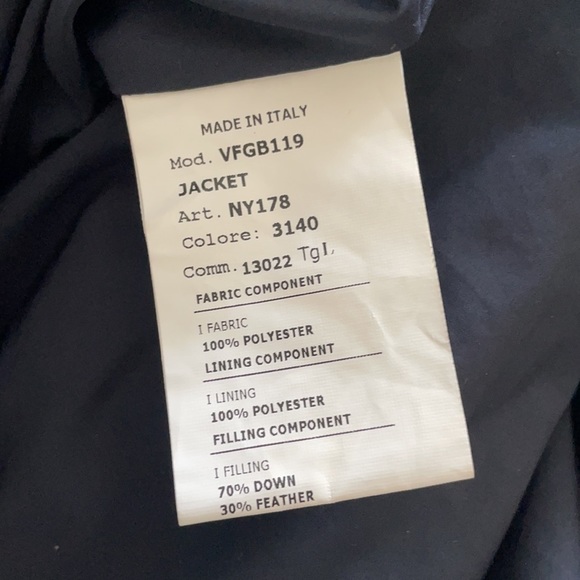 MADE IN ITALY
Mod. VFGB119
JACKET
Art. NY178
Colore: 3140
Comm. 13022 Tgl.
FABRIC COMPONENT
I FABRIC
100% POLYESTER
LINING COMPONENT
I LINING
100% POLYESTER
FILLING COMPONENT
I FILLING
70% DOWN
30% FEATHER